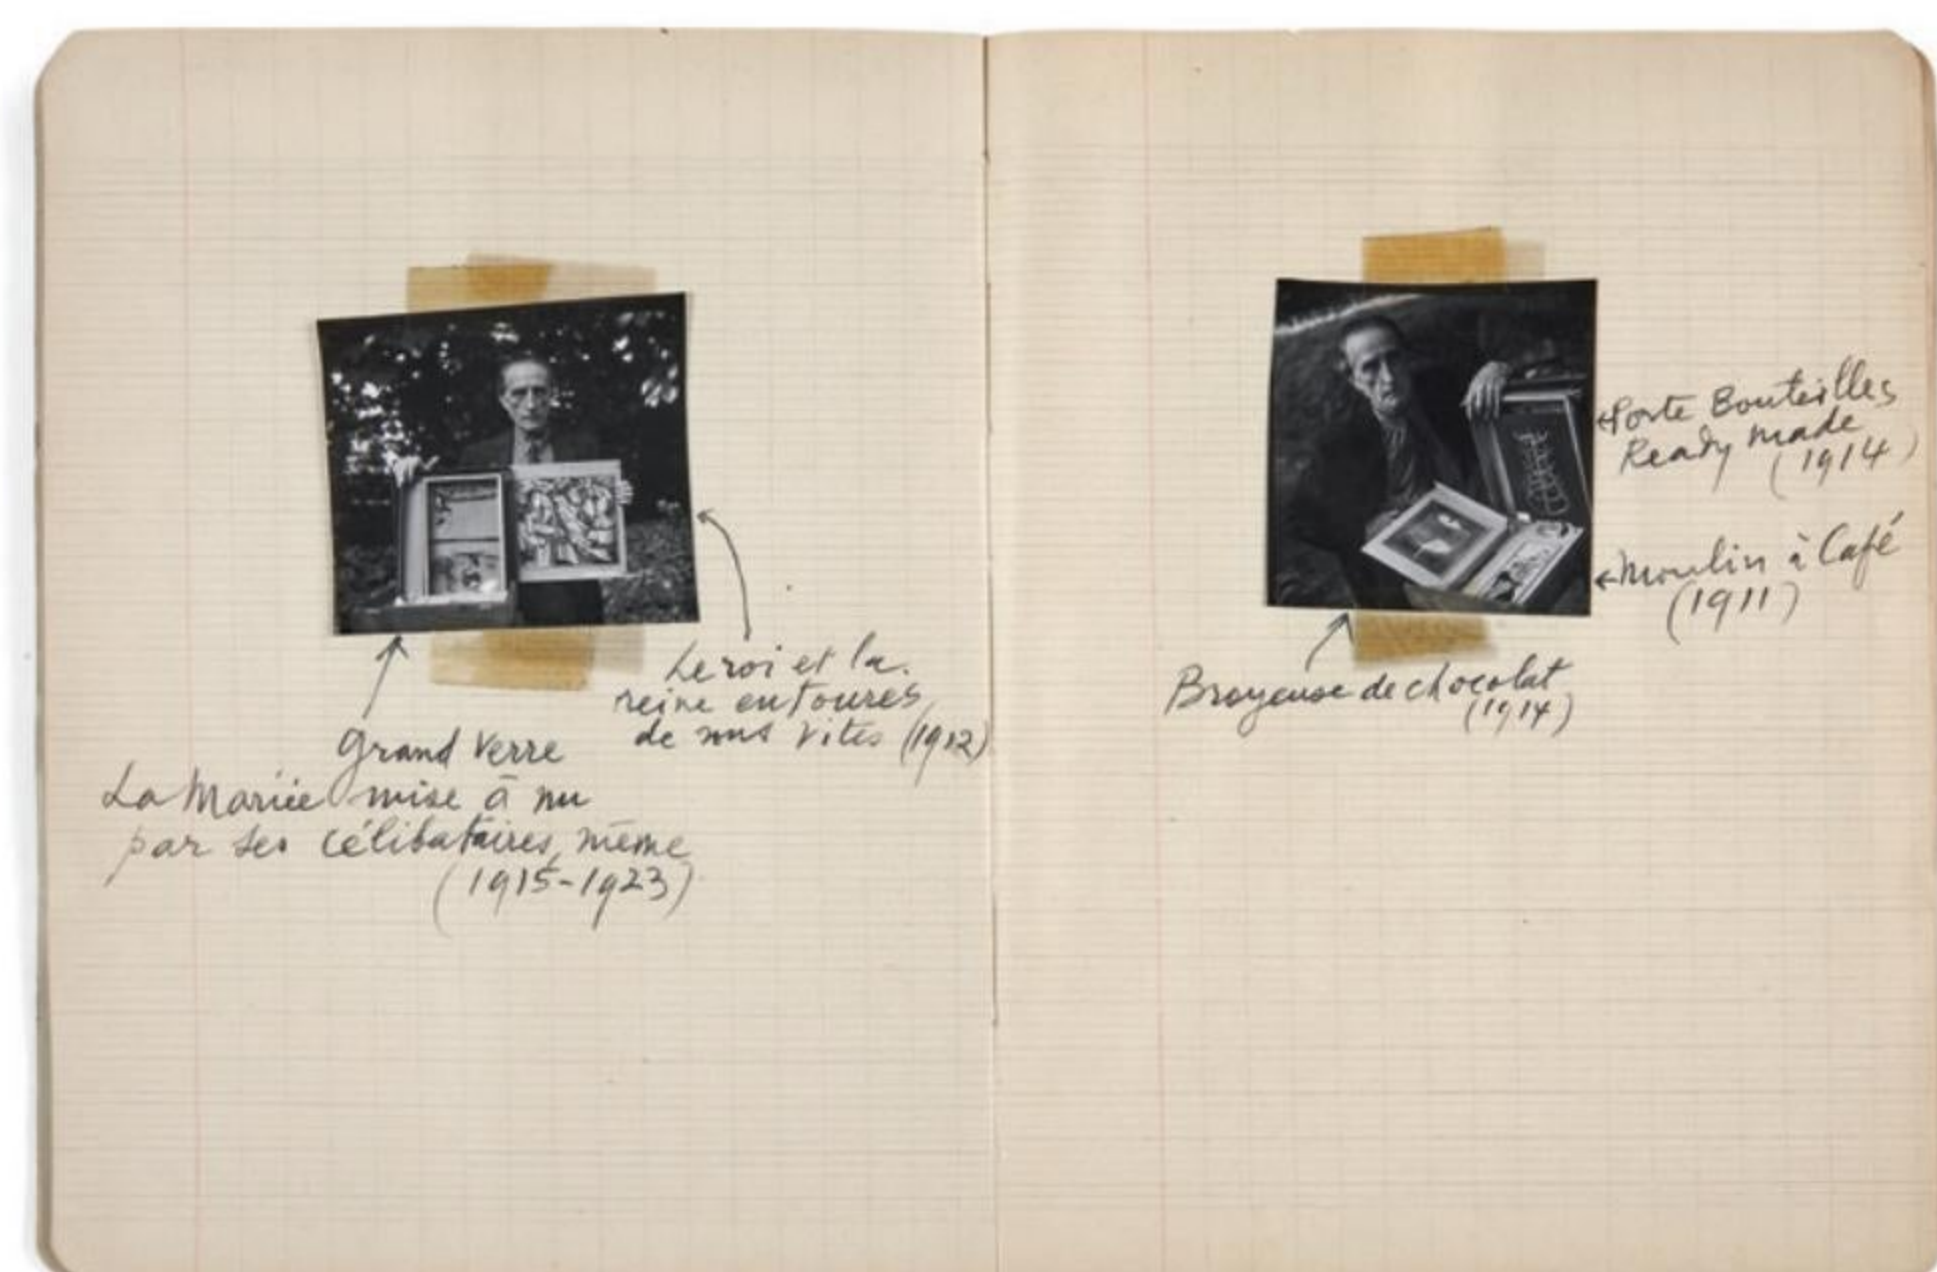 Le roi et la
reine entourés
de nus vites (1912)
Grand Verre
La Mariée mise à nu
par ses célibataires, même
(1915-1923)
Porte Bouteilles
Ready made
(1914)
Moulin à Café
(1911)
Broyeuse de chocolat
(1914)